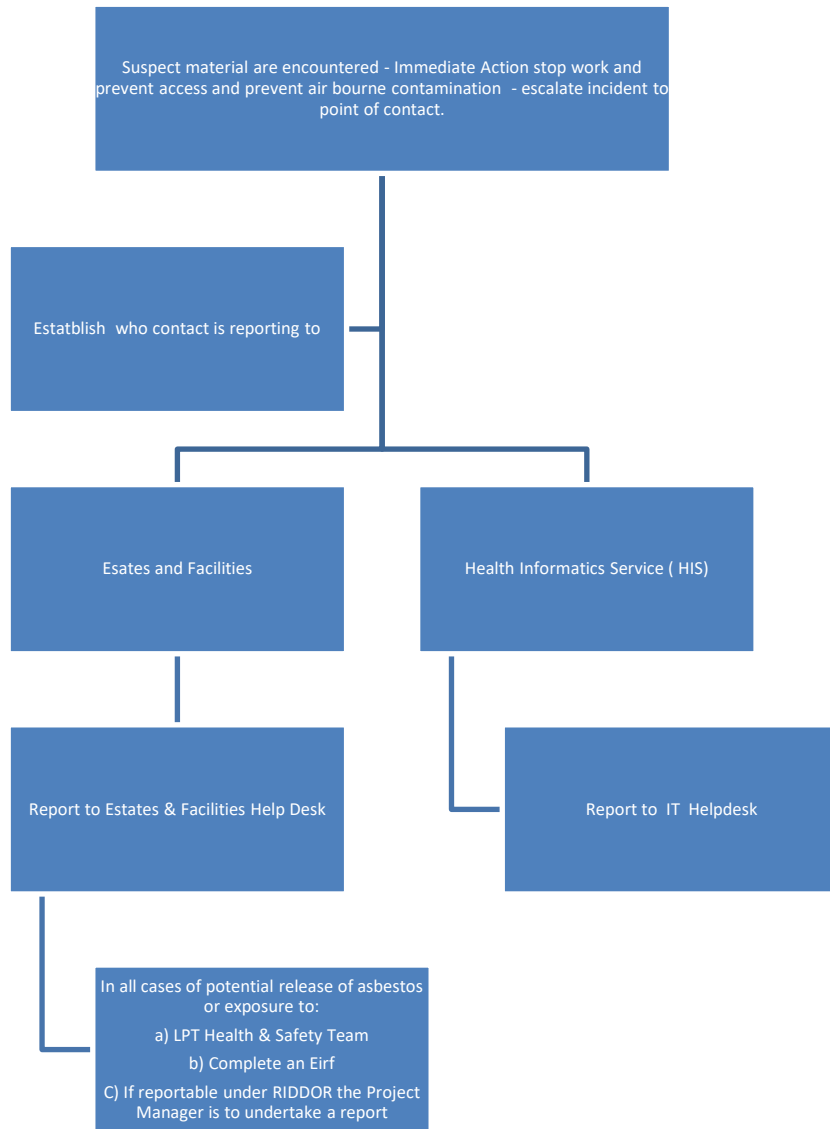 Suspect material are encountered - Immediate Action stop work and
prevent access and prevent air bourne contamination - escalate incident to
point of contact.
Estatblish who contact is reporting to
Esates and Facilities
Health Informatics Service ( HIS)
Report to Estates & Facilities Help Desk
Report to IT Helpdesk
In all cases of potential release of asbestos
or exposure to:
a) LPT Health & Safety Team
b) Complete an Eirf
C) If reportable under RIDDOR the Project
Manager is to undertake a report